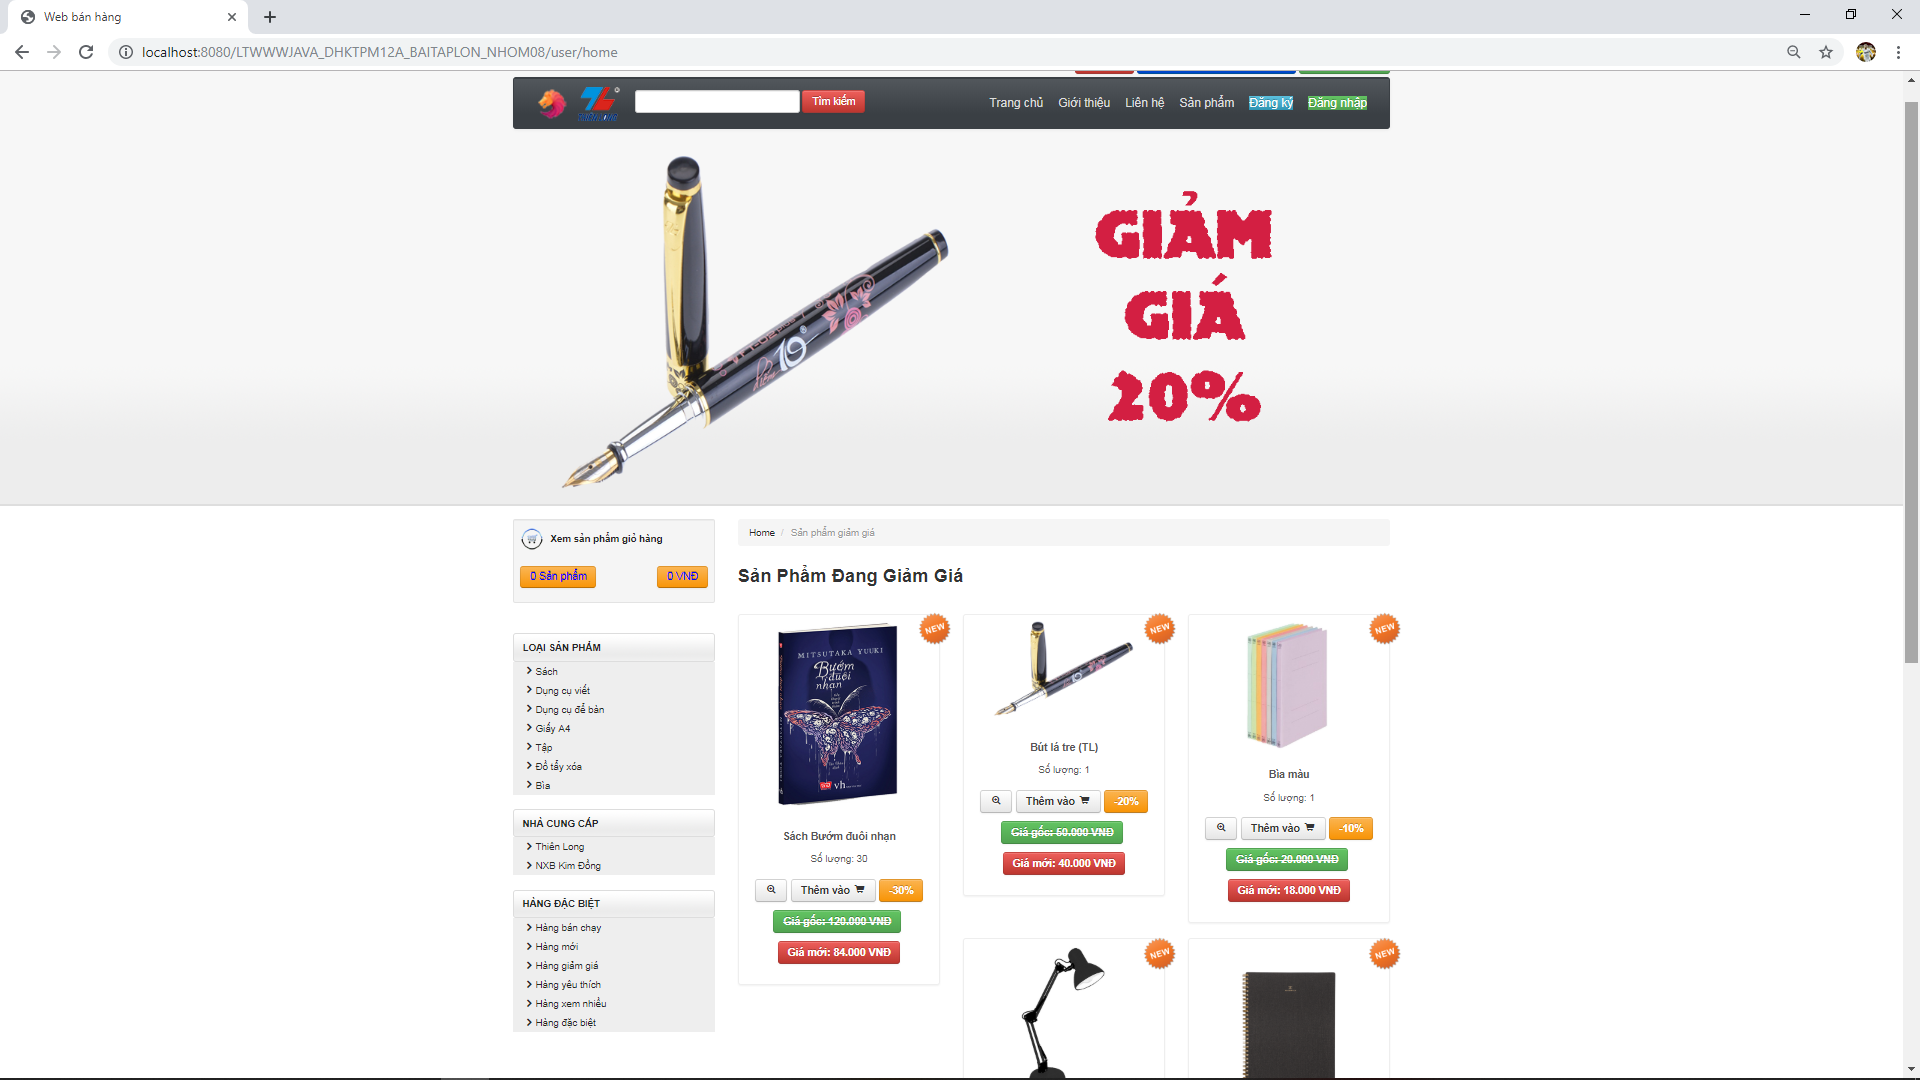 Web bán hàng
localhost:8080/LTWWWJAVA_DHKTPM12A_BAITAPLON_NHOM08/user/home
TL
Tìm kiếm
Trang chủ Giới thiệu Liên hệ Sản phẩm Đăng ký Đăng nhập
GIẢM
GIÁ
20%
Xem sản phẩm giỏ hàng
0 Sản phẩm 0 VNĐ
Home / Sản phẩm giảm giá
Sản Phẩm Đang Giảm Giá
LOẠI SẢN PHẨM
Sách
Dụng cụ viết
Dụng cụ để bàn
Giấy A4
Tập
Đồ tẩy xóa
Bìa
NHÀ CUNG CẤP
Thiên Long
NXB Kim Đồng
HÀNG ĐẶC BIỆT
Hàng bán chạy
Hàng mới
Hàng giảm giá
Hàng yêu thích
Hàng xem nhiều
Hàng đặc biệt
NEW
MITSUTAKA YUUKI
Bướm
đuôi
nhạn
vh
Sách Bướm đuôi nhạn
Số lượng: 30
Thêm vào -30%
Giá gốc: 120.000 VNĐ
Giá mới: 84.000 VNĐ
NEW
Bút lá tre (TL)
Số lượng: 1
Thêm vào -20%
Giá gốc: 50.000 VNĐ
Giá mới: 40.000 VNĐ
NEW
Bìa màu
Số lượng: 1
Thêm vào -10%
Giá gốc: 20.000 VNĐ
Giá mới: 18.000 VNĐ
NEW
NEW